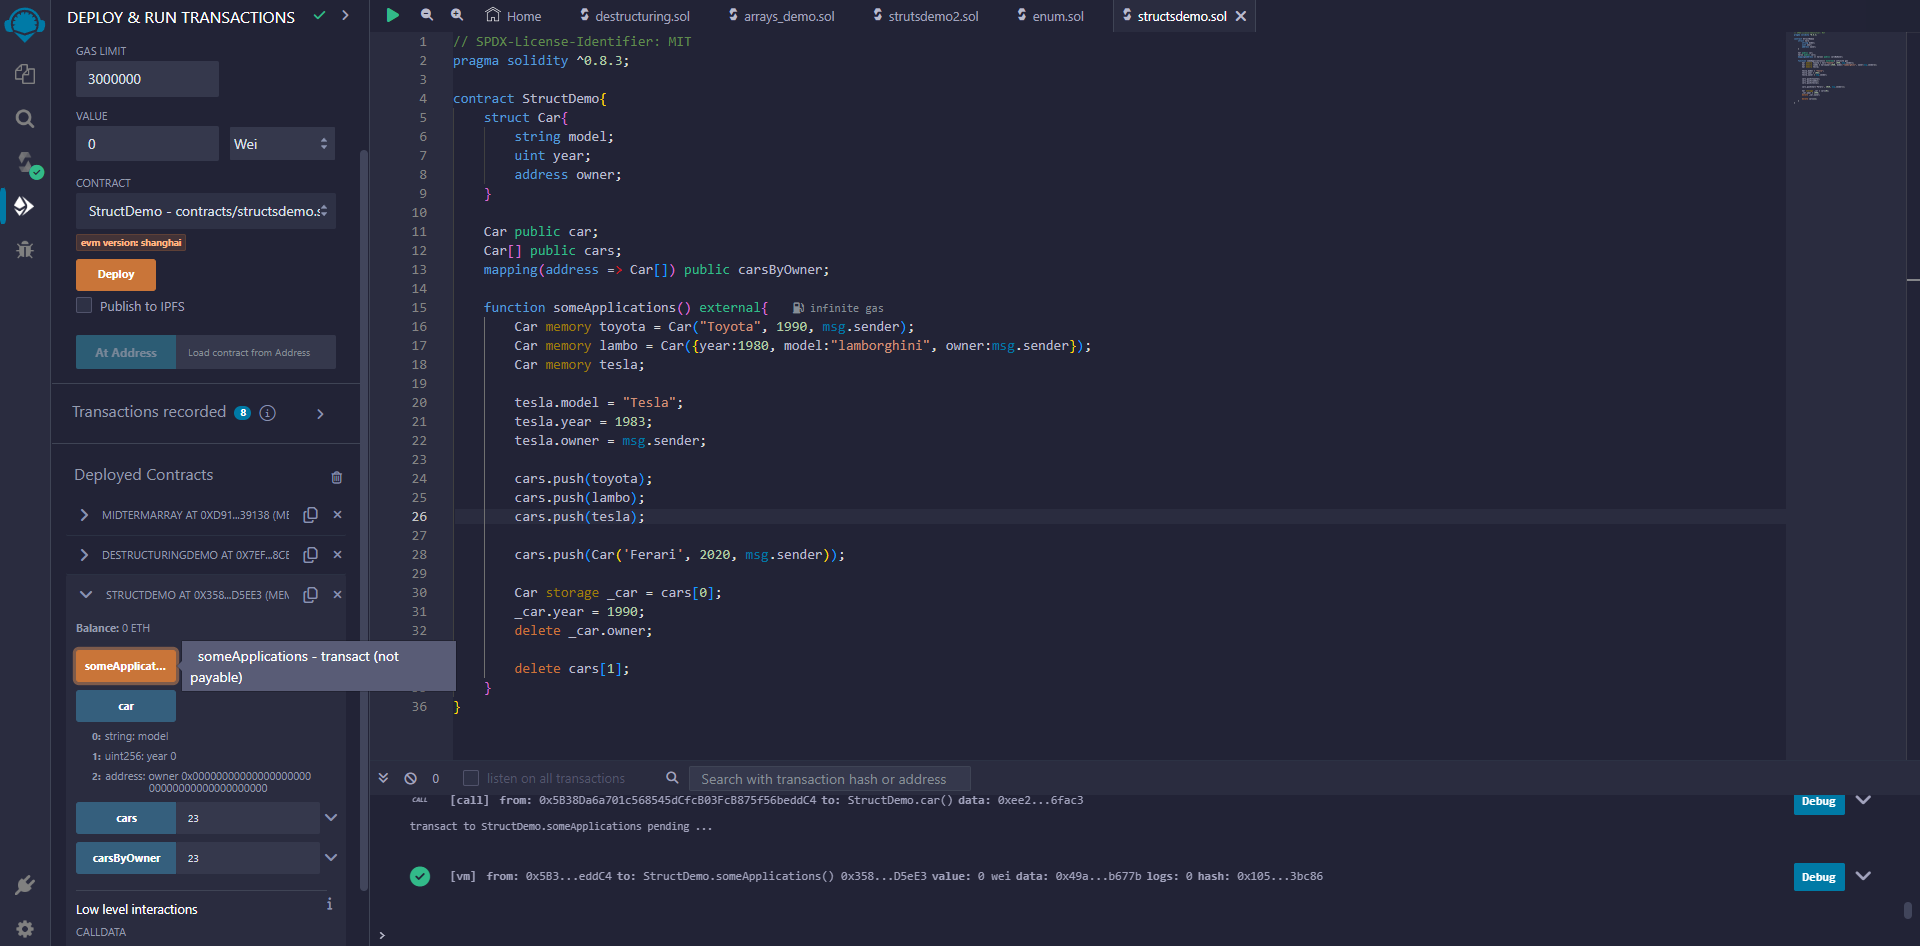 DEPLOY & RUN TRANSACTIONS
GAS LIMIT
3000000
VALUE
0
Wei
CONTRACT
StructDemo - contracts/structsdemo.s
evm version: shanghai
Deploy
Publish to IPFS
At Address
Load contract from Address
Transactions recorded 8 i
Deployed Contracts
MIDTERMARRAY AT 0XD91...39138 (ME
DESTRUCTURINGDEMO AT 0X7EF...8CE
STRUCTDEMO AT 0X358...D5EE3 (MEM
Balance: 0 ETH
someApplicat...
someApplications - transact (not
payable)
car
0: string: model
1: uint256: year 0
2: address: owner 0x00000000000000000000
00000000000000000000
cars
23
carsByOwner
23
Low level interactions
i
CALLDATA
Home
destructuring.sol
arrays_demo.sol
strutsdemo2.sol
enum.sol
structsdemo.sol
1 // SPDX-License-Identifier: MIT
2 pragma solidity ^0.8.3;
3
4 contract StructDemo{
5 struct Car{
6 string model;
7 uint year;
8 address owner;
9 }
10
11 Car public car;
12 Car[] public cars;
13 mapping(address => Car[]) public carsByOwner;
14
15 function someApplications() external{ infinite gas
16 Car memory toyota = Car("Toyota", 1990, msg.sender);
17 Car memory lambo = Car({year:1980, model:"lamborghini", owner:msg.sender});
18 Car memory tesla;
19
20 tesla.model = "Tesla";
21 tesla.year = 1983;
22 tesla.owner = msg.sender;
23
24 cars.push(toyota);
25 cars.push(lambo);
26 cars.push(tesla);
27
28 cars.push(Car('Ferari', 2020, msg.sender));
29
30 Car storage _car = cars[0];
31 _car.year = 1990;
32 delete _car.owner;
delete cars[1];
}
36 }
0
listen on all transactions
Search with transaction hash or address
CALL [call] from: 0x5B38Da6a701c568545dCfcB03FcB875f56beddC4 to: StructDemo.car() data: 0xee2...6fac3
Debug
transact to StructDemo.someApplications pending ...
[vm] from: 0x5B3...eddC4 to: StructDemo.someApplications() 0x358...D5eE3 value: 0 wei data: 0x49a...b677b logs: 0 hash: 0x105...3bc86
Debug
>